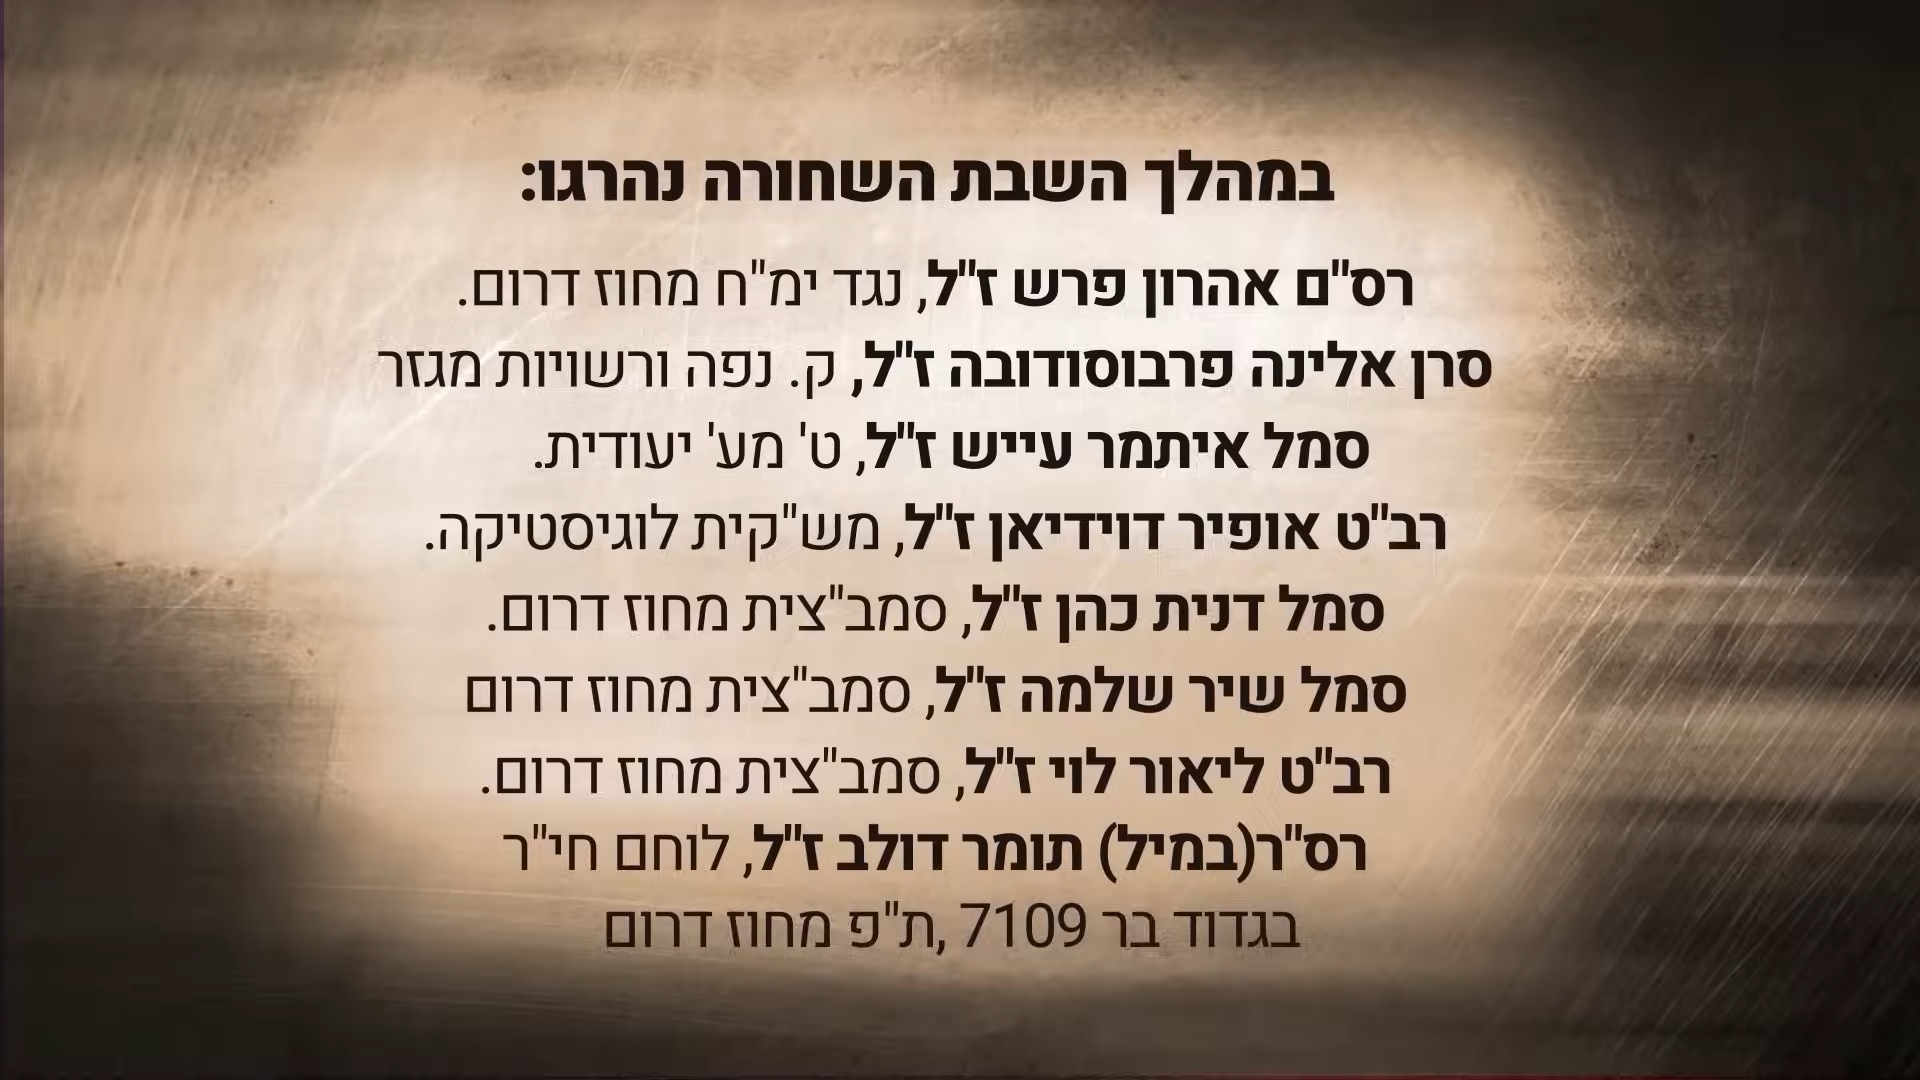 במהלך השבת השחורה נהרגו:
רס"ם אהרון פרש ז"ל, נגד ימ"ח מחוז דרום.
סרן אלינה פרבוסודובה ז"ל, ק. נפה ורשויות מגזר
סמל איתמר עייש ז"ל, ט' מע' יעודית.
רב"ט אופיר דוידיאן ז"ל, מש"קית לוגיסטיקה.
סמל דנית כהן ז"ל, סמב"צית מחוז דרום.
סמל שיר שלמה ז"ל, סמב"צית מחוז דרום
רב"ט ליאור לוי ז"ל, סמב"צית מחוז דרום.
רס"ר(במיל) תומר דולב ז"ל, לוחם חי"ר
בגדוד בר 7109 ,ת"פ מחוז דרום